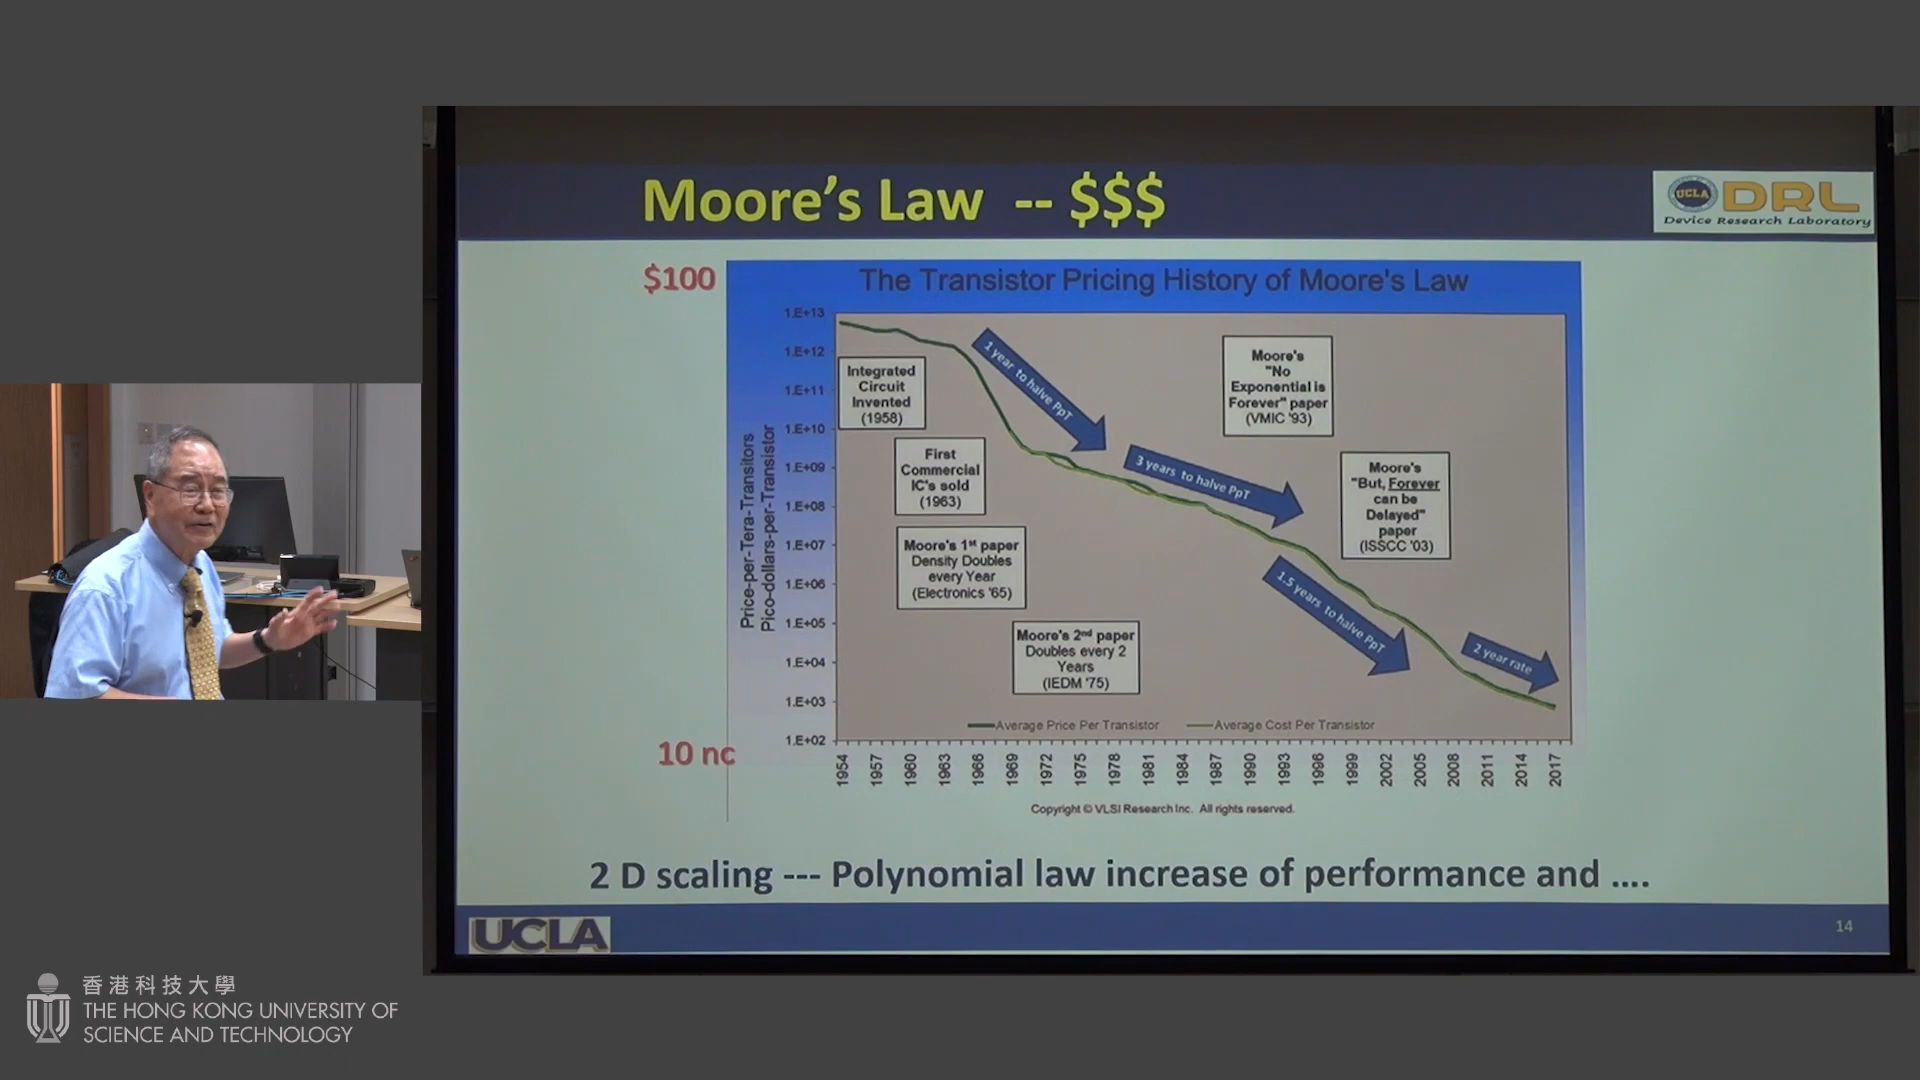 Moore's Law -- $$$
UCLA
DRL
Device Research Laboratory
$100
The Transistor Pricing History of Moore's Law
1.E+13
1.E+12
1.E+11
1.E+10
1.E+09
1.E+08
1.E+07
1.E+06
1.E+05
1.E+04
1.E+03
1.E+02
Price-per-Tera-Transitors
Pico-dollars-per-Transistor
Integrated
Circuit
Invented
(1958)
First
Commercial
IC's sold
(1963)
Moore's 1st paper
Density Doubles
every Year
(Electronics '65)
Moore's 2nd paper
Doubles every 2
Years
(IEDM '75)
1 year to halve PpT
3 years to halve PpT
Moore's
"No
Exponential is
Forever" paper
(VMIC '93)
Moore's
"But, Forever
can be
Delayed"
paper
(ISSCC '03)
1.5 years to halve PpT
2 year rate
Average Price Per Transistor
Average Cost Per Transistor
10 nc
1954 1957 1960 1963 1966 1969 1972 1975 1978 1981 1984 1987 1990 1993 1996 1999 2002 2005 2008 2011 2014 2017
Copyright © VLSI Research Inc. All rights reserved.
2 D scaling --- Polynomial law increase of performance and ....
UCLA
14
香港科技大學
THE HONG KONG UNIVERSITY OF
SCIENCE AND TECHNOLOGY